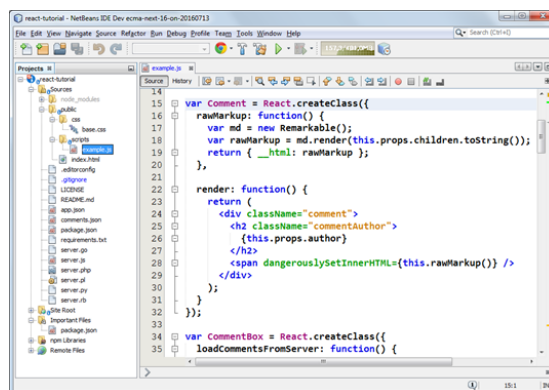 react-tutorial - NetBeans IDE Dev ecma-next-16-on-20160713
File Edit View Navigate Source Refactor Run Debug Profile Team Tools Window Help
Search (Ctrl+I)
Projects
example.js
Source History
react-tutorial
Sources
node_modules
public
css
base.css
scripts
example.js
index.html
.editorconfig
.gitignore
LICENSE
README.md
app.json
comments.json
package.json
requirements.txt
server.go
server.js
server.php
server.pl
server.py
server.rb
Site Root
Important Files
package.json
npm Libraries
Remote Files
14
15 var Comment = React.createClass({
16 rawMarkup: function() {
17 var md = new Remarkable();
18 var rawMarkup = md.render(this.props.children.toString());
19 return { __html: rawMarkup };
20 },
21
22 render: function() {
23 return (
24 <div className="comment">
25 <h2 className="commentAuthor">
26 {this.props.author}
27 </h2>
28 <span dangerouslySetInnerHTML={this.rawMarkup()} />
29 </div>
30 );
31 }
32 });
33
34 var CommentBox = React.createClass({
35 loadCommentsFromServer: function() {
15:1